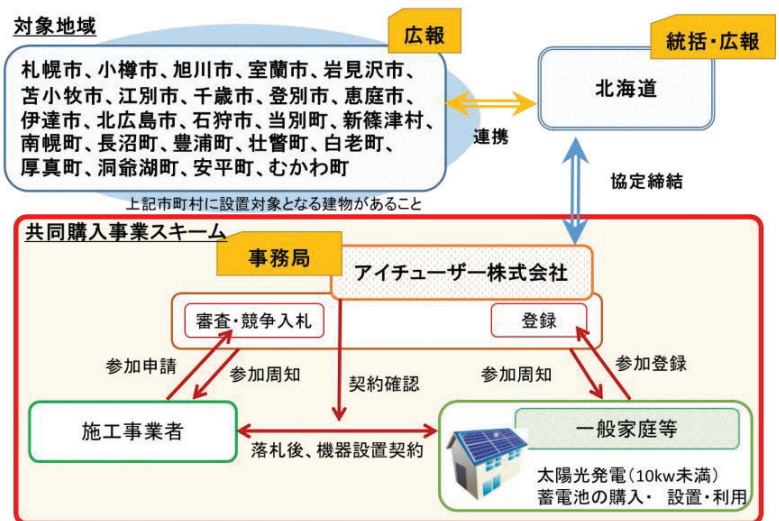 対象地域
広報
統括・広報
札幌市、小樽市、旭川市、室蘭市、岩見沢市、
苫小牧市、江別市、千歳市、登別市、恵庭市、
伊達市、北広島市、石狩市、当別町、新篠津村、
南幌町、長沼町、豊浦町、壮瞥町、白老町、
厚真町、洞爺湖町、安平町、むかわ町
北海道
連携
協定締結
上記市町村に設置対象となる建物があること
共同購入事業スキーム
事務局
アイチューザー株式会社
審査・競争入札
登録
参加申請
参加周知
契約確認
参加周知
参加登録
施工事業者
落札後、機器設置契約
一般家庭等
太陽光発電(10kw未満)
蓄電池の購入・ 設置・利用